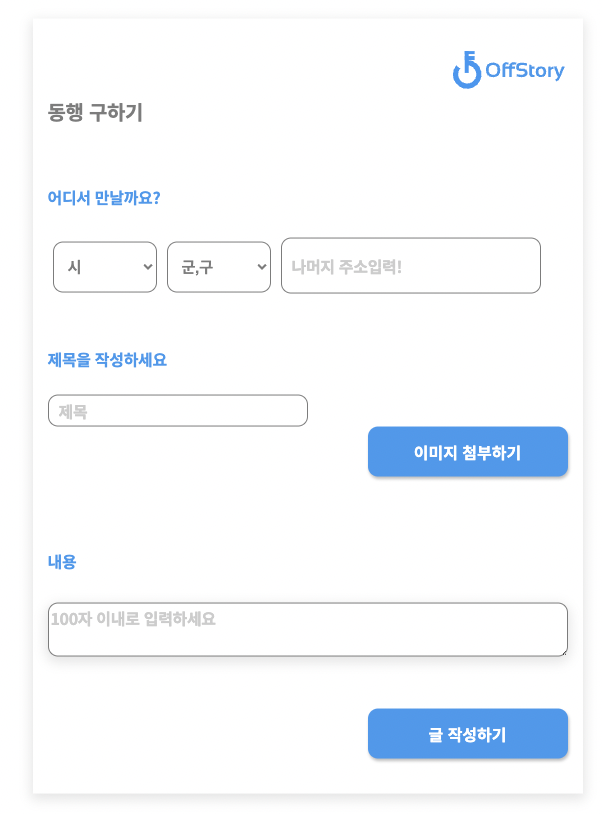 OffStory
동행 구하기
어디서 만날까요?
시 군,구 나머지 주소입력!
제목을 작성하세요
제목
이미지 첨부하기
내용
100자 이내로 입력하세요
글 작성하기